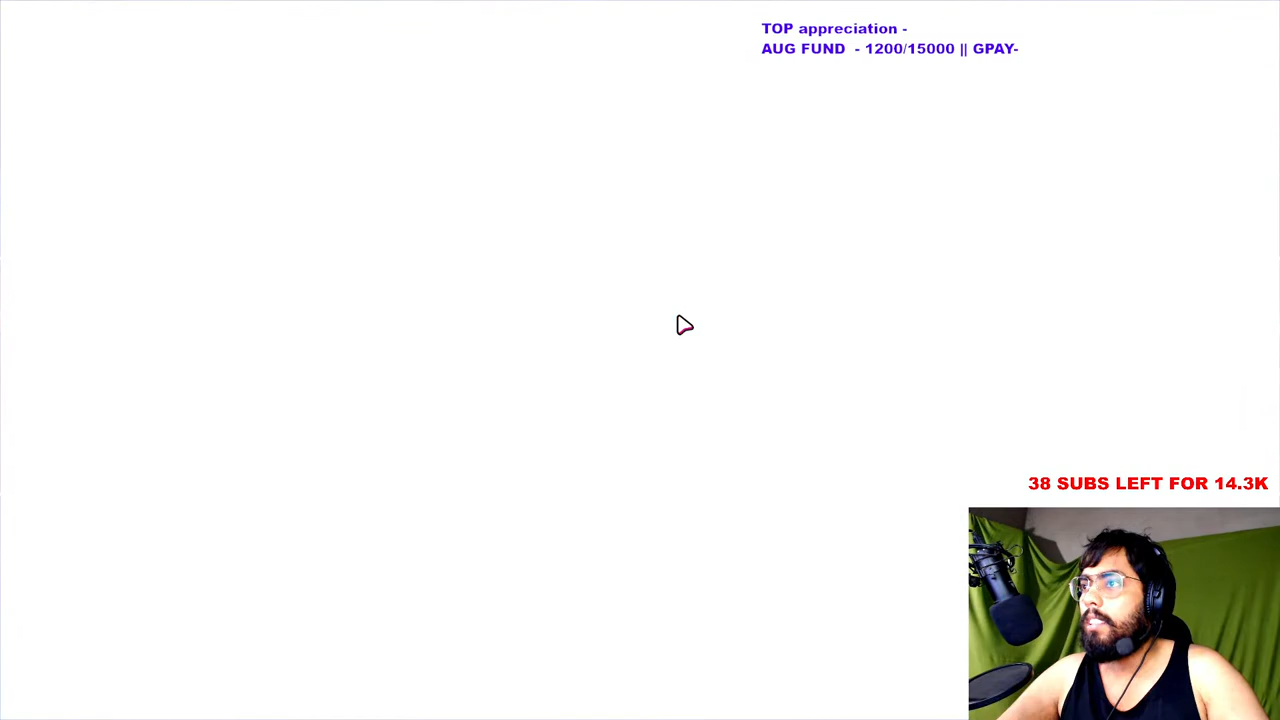 TOP appreciation -
AUG FUND - 1200/15000 || GPAY-
38 SUBS LEFT FOR 14.3K